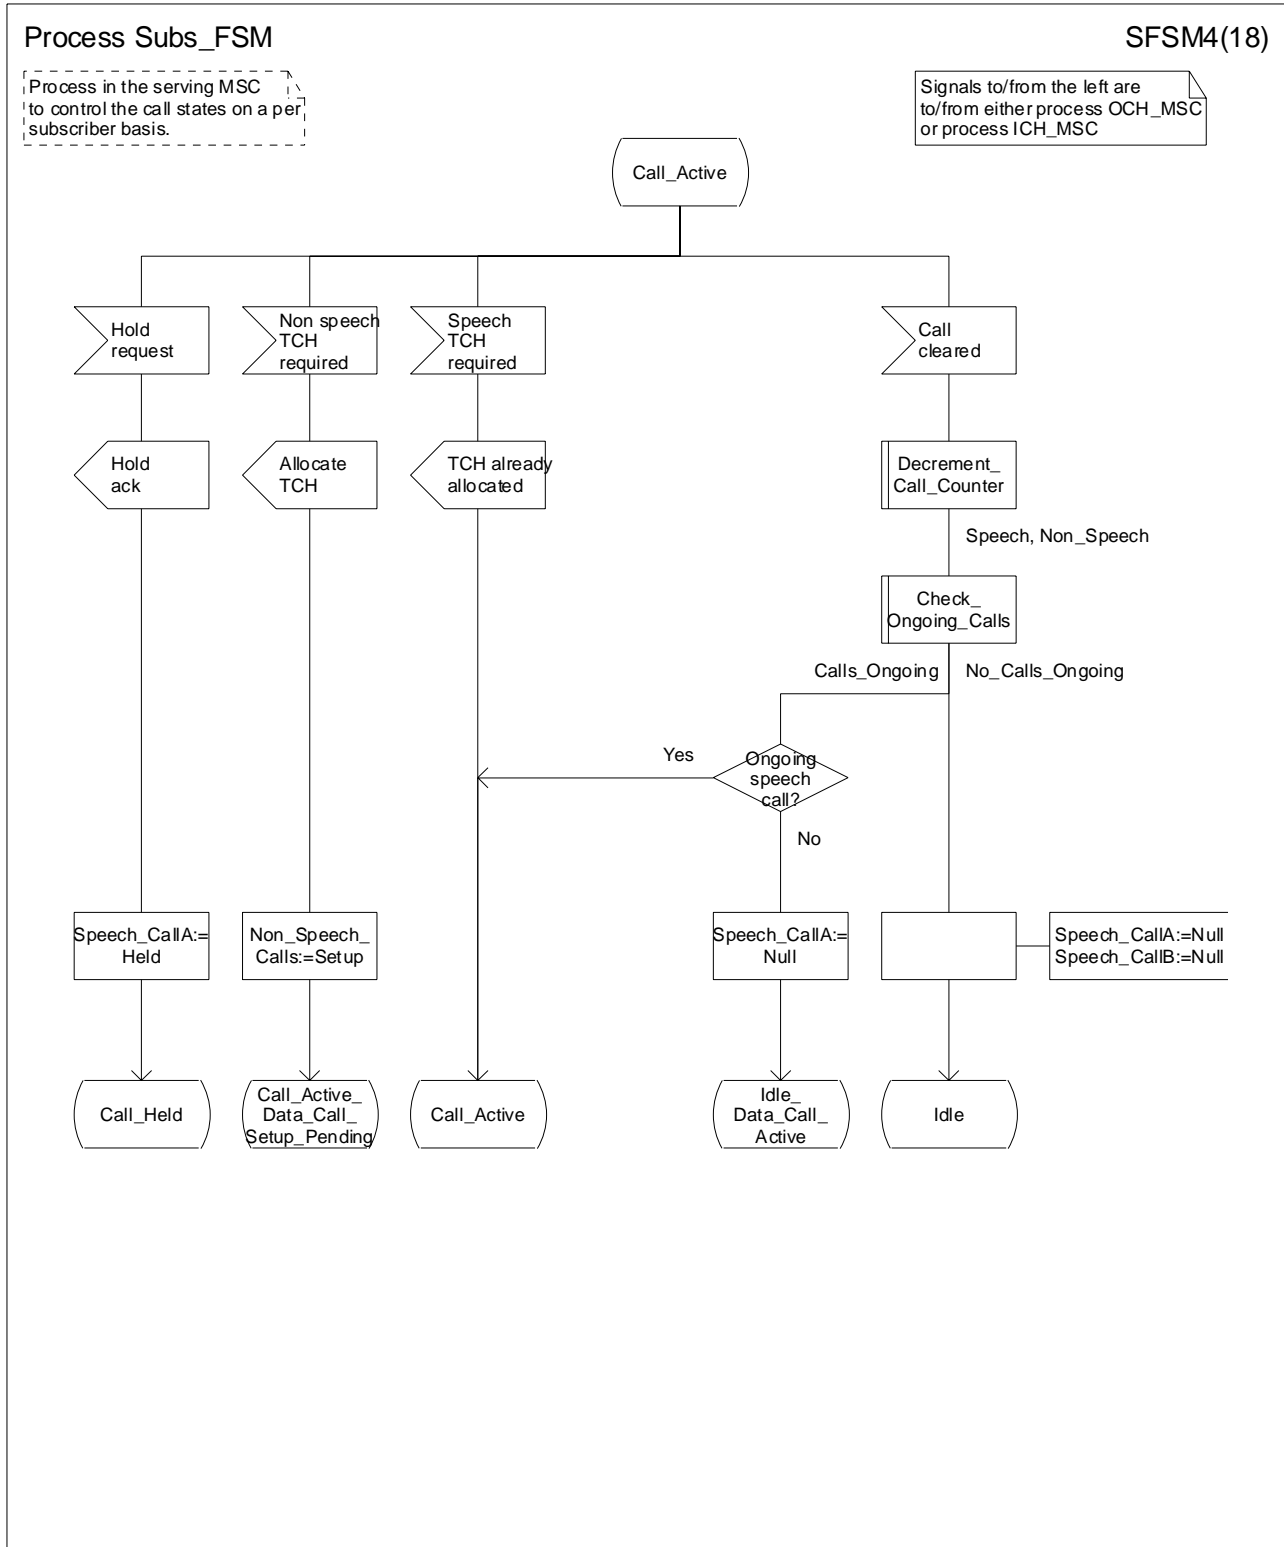 Process Subs_FSM
SFSM4(18)
Process in the serving MSC
to control the call states on a per
subscriber basis.
Signals to/from the left are
to/from either process OCH_MSC
or process ICH_MSC
Call_Active
Hold
request
Non speech
TCH
required
Speech
TCH
required
Call
cleared
Hold
ack
Allocate
TCH
TCH already
allocated
Decrement_
Call_Counter
Speech, Non_Speech
Check_
Ongoing_Calls
Calls_Ongoing
No_Calls_Ongoing
Yes
Ongoing
speech
call?
No
Speech_CallA:=
Held
Non_Speech_
Calls:=Setup
Speech_CallA:=
Null
Speech_CallA:=Null
Speech_CallB:=Null
Call_Held
Call_Active_
Data_Call_
Setup_Pending
Call_Active
Idle_
Data_Call_
Active
Idle